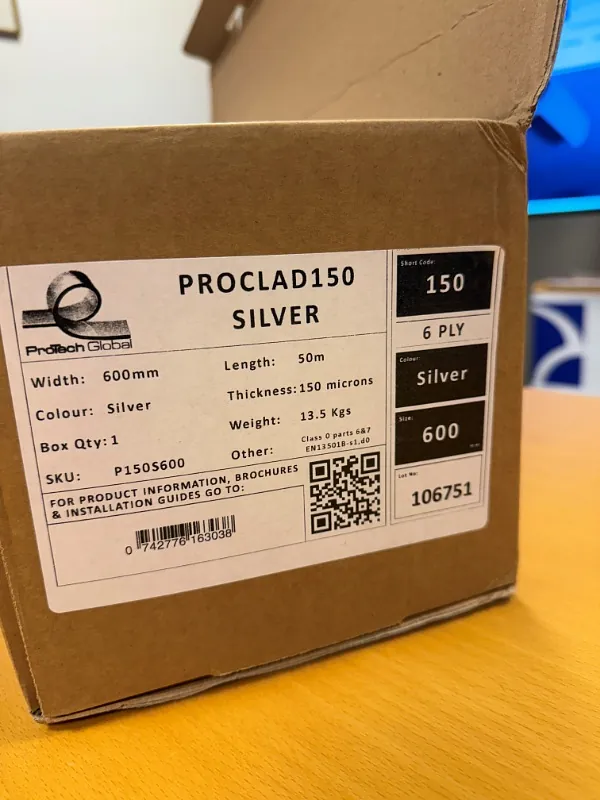 ProTech Global
PROCLAD150
SILVER
Width: 600mm
Colour: Silver
Box Qty: 1
SKU: P150S600
Length: 50m
Thickness: 150 microns
Weight: 13.5 Kgs
Other: Class 0 parts 6&7
EN13501B-s1,d0
FOR PRODUCT INFORMATION, BROCHURES
& INSTALLATION GUIDES GO TO:
0 742776 163038
Short Code:
150
6 PLY
Colour:
Silver
Size:
600
Lot No:
106751